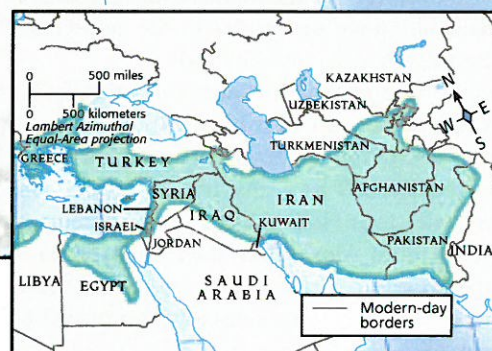 0 500 miles
0 500 kilometers
Lambert Azimuthal
Equal-Area projection
KAZAKHSTAN
UZBEKISTAN
N
E
W
S
TURKMENISTAN
GREECE
TURKEY
SYRIA
IRAN
AFGHANISTAN
LEBANON
IRAQ
KUWAIT
ISRAEL
PAKISTAN
JORDAN
INDIA
LIBYA
EGYPT
SAUDI
ARABIA
Modern-day
borders